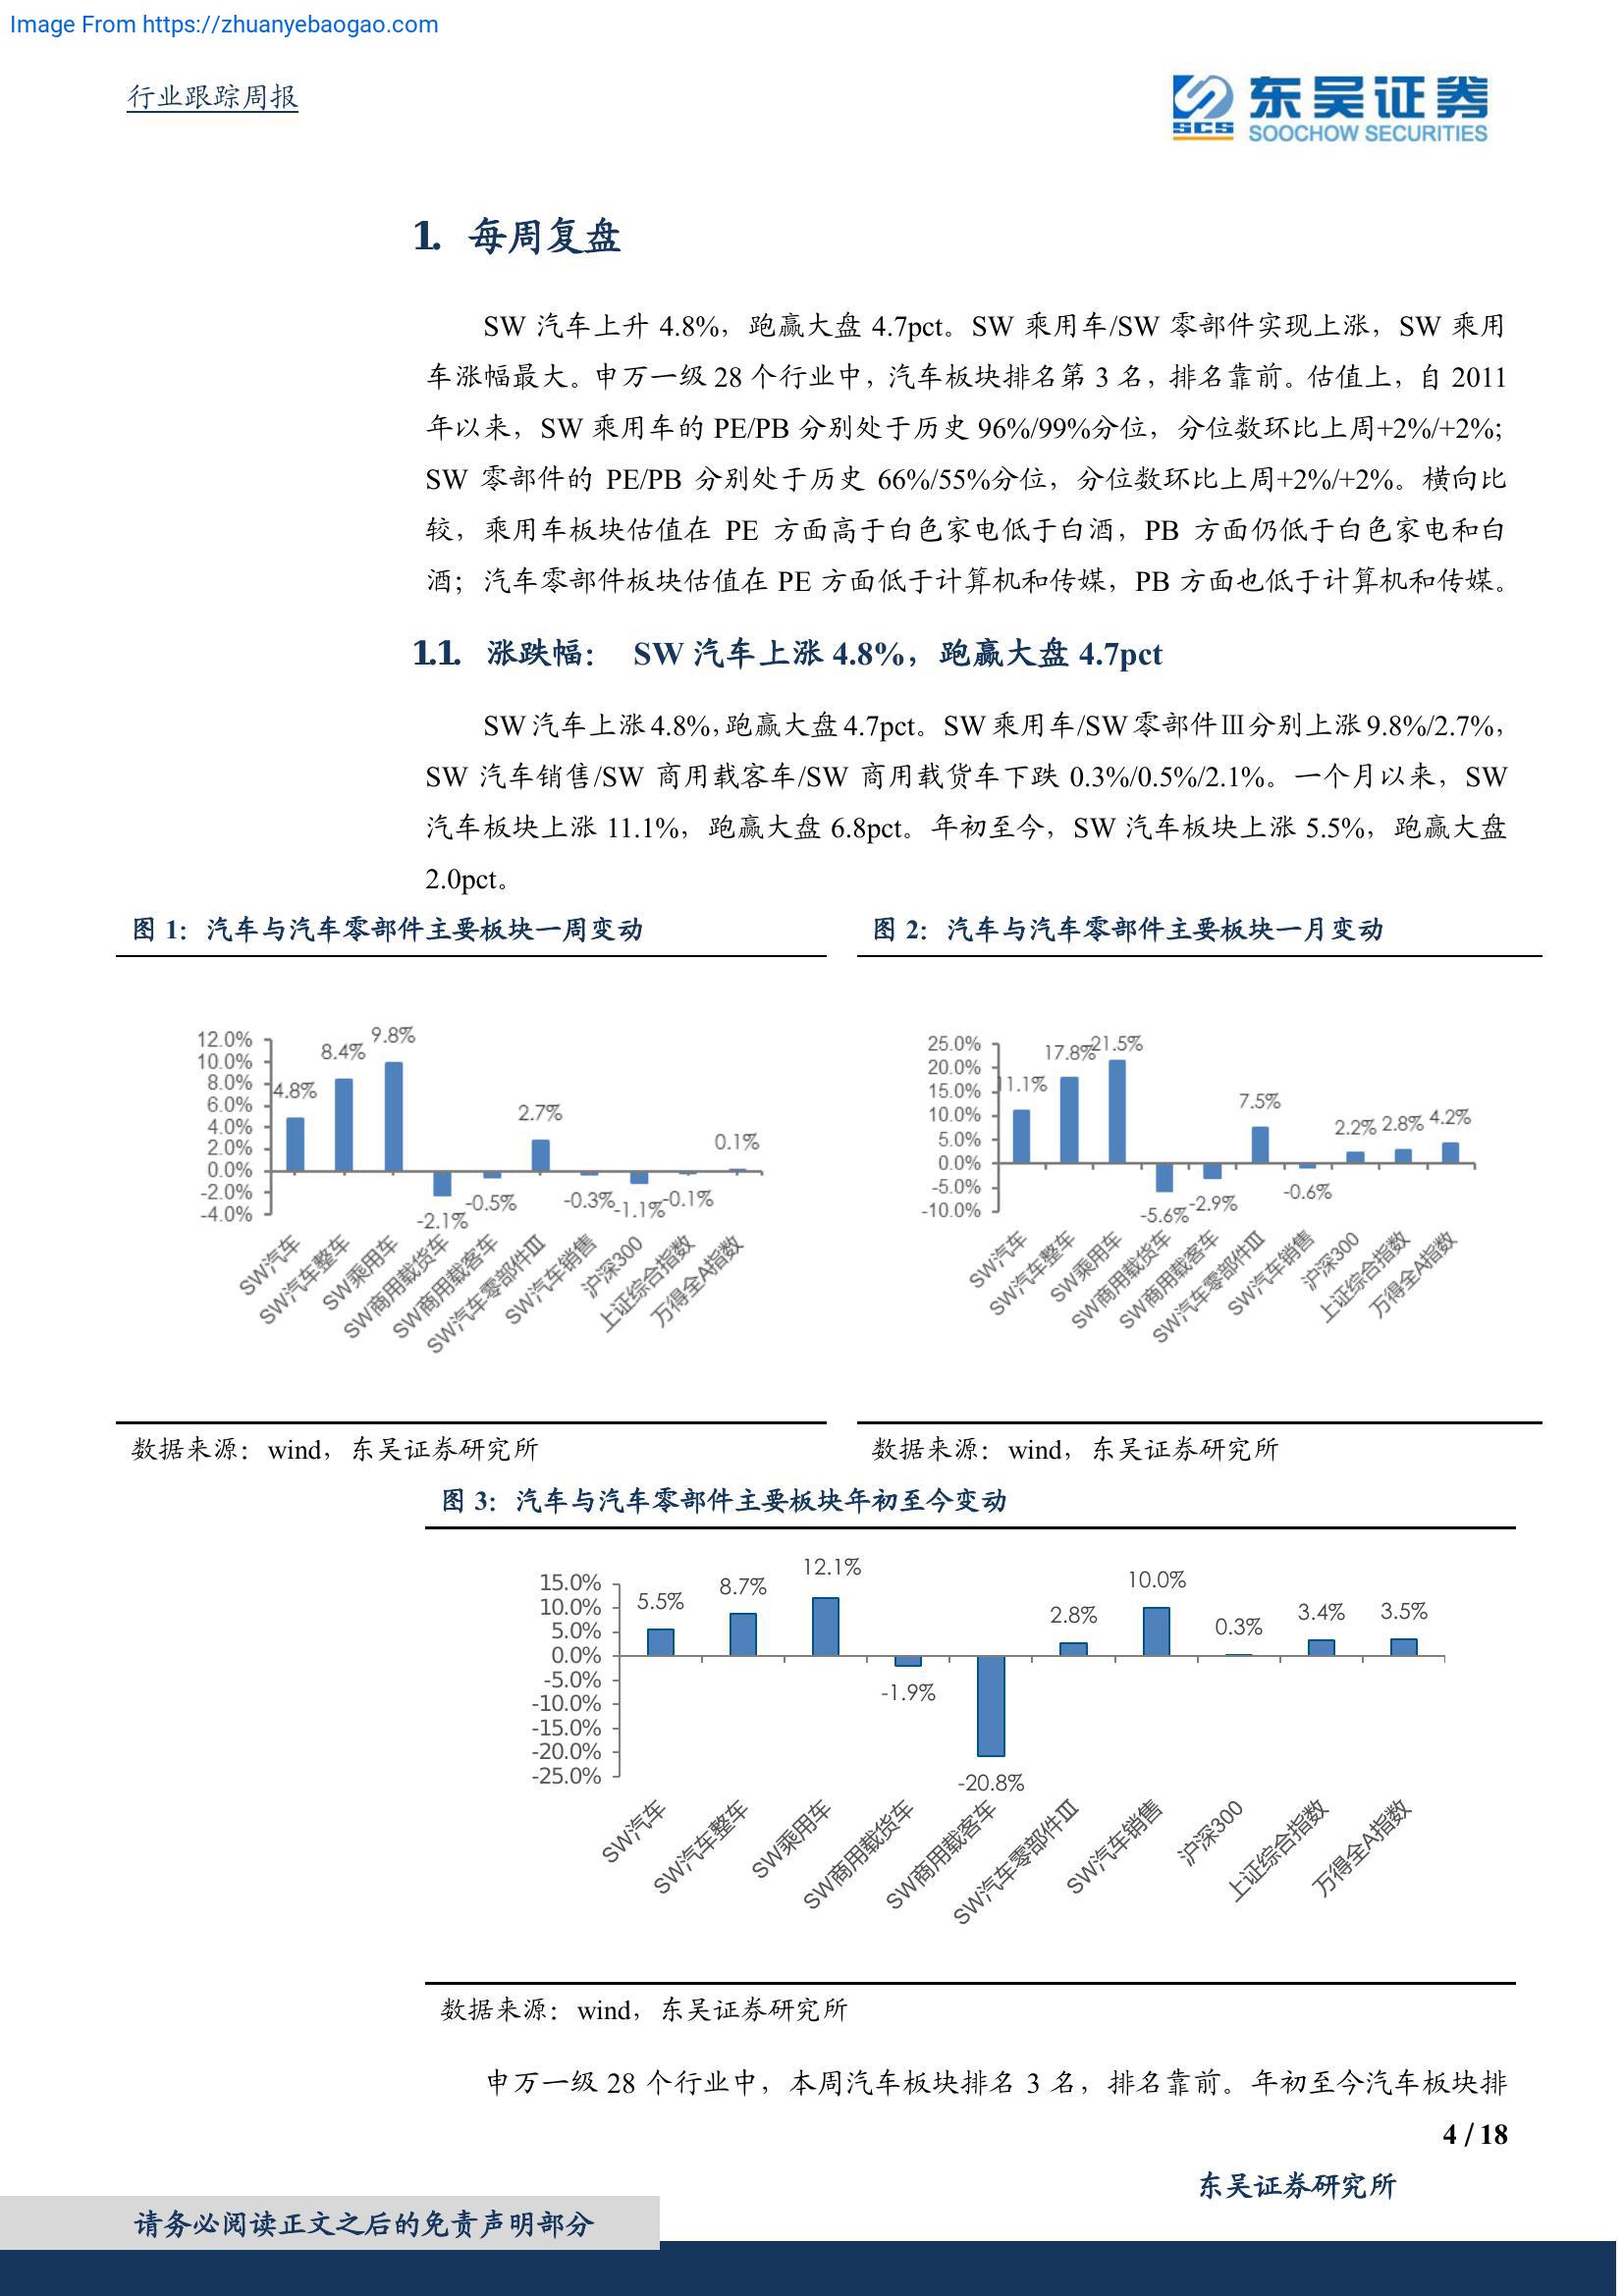 Image From https://zhuanyebaogao.com
行业跟踪周报
东吴证券
SCS
SOOCHOW SECURITIES
1. 每周复盘
SW 汽车上升 4.8%，跑赢大盘 4.7pct。SW 乘用车/SW 零部件实现上涨，SW 乘用
车涨幅最大。申万一级 28 个行业中，汽车板块排名第 3 名，排名靠前。估值上，自 2011
年以来，SW 乘用车的 PE/PB 分别处于历史 96%/99%分位，分位数环比上周+2%/+2%;
SW 零部件的 PE/PB 分别处于历史 66%/55%分位，分位数环比上周+2%/+2%。横向比
较，乘用车板块估值在 PE 方面高于白色家电低于白酒，PB 方面仍低于白色家电和白
酒；汽车零部件板块估值在 PE 方面低于计算机和传媒，PB 方面也低于计算机和传媒。
1.1. 涨跌幅： SW 汽车上涨 4.8%，跑赢大盘 4.7pct
SW 汽车上涨 4.8%，跑赢大盘 4.7pct。SW 乘用车/SW 零部件Ⅲ分别上涨 9.8%/2.7%，
SW 汽车销售/SW 商用载客车/SW 商用载货车下跌 0.3%/0.5%/2.1%。一个月以来，SW
汽车板块上涨 11.1%，跑赢大盘 6.8pct。年初至今，SW 汽车板块上涨 5.5%，跑赢大盘
2.0pct。
图 1：汽车与汽车零部件主要板块一周变动
12.0%
10.0%
8.0%
6.0%
4.0%
2.0%
0.0%
-2.0%
-4.0%
4.8%
8.4%
9.8%
-2.1%
-0.5%
2.7%
-0.3%
-1.1%
-0.1%
0.1%
SW汽车
SW汽车整车
SW乘用车
SW商用载货车
SW商用载客车
SW汽车零部件Ⅲ
SW汽车销售
沪深300
上证综合指数
万得全A指数
数据来源：wind，东吴证券研究所
图 2：汽车与汽车零部件主要板块一月变动
25.0%
20.0%
15.0%
10.0%
5.0%
0.0%
-5.0%
-10.0%
11.1%
17.8%
21.5%
-5.6%
-2.9%
7.5%
-0.6%
2.2%
2.8%
4.2%
SW汽车
SW汽车整车
SW乘用车
SW商用载货车
SW商用载客车
SW汽车零部件Ⅲ
SW汽车销售
沪深300
上证综合指数
万得全A指数
数据来源：wind，东吴证券研究所
图 3：汽车与汽车零部件主要板块年初至今变动
15.0%
10.0%
5.0%
0.0%
-5.0%
-10.0%
-15.0%
-20.0%
-25.0%
5.5%
8.7%
12.1%
-1.9%
-20.8%
2.8%
10.0%
0.3%
3.4%
3.5%
SW汽车
SW汽车整车
SW乘用车
SW商用载货车
SW商用载客车
SW汽车零部件Ⅲ
SW汽车销售
沪深300
上证综合指数
万得全A指数
数据来源：wind，东吴证券研究所
申万一级 28 个行业中，本周汽车板块排名 3 名，排名靠前。年初至今汽车板块排
4 / 18
东吴证券研究所
请务必阅读正文之后的免责声明部分